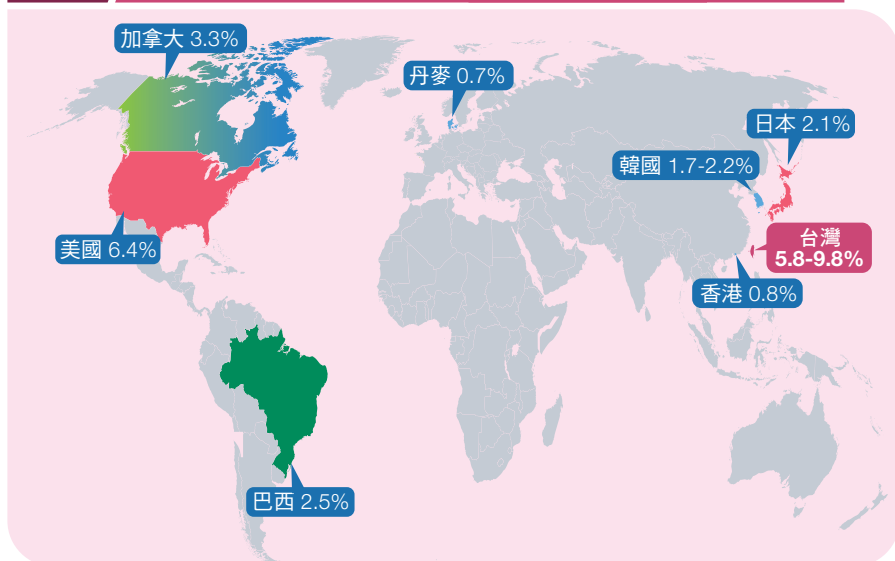 加拿大 3.3%
丹麥 0.7%
日本 2.1%
韓國 1.7-2.2%
美國 6.4%
台灣
5.8-9.8%
香港 0.8%
巴西 2.5%